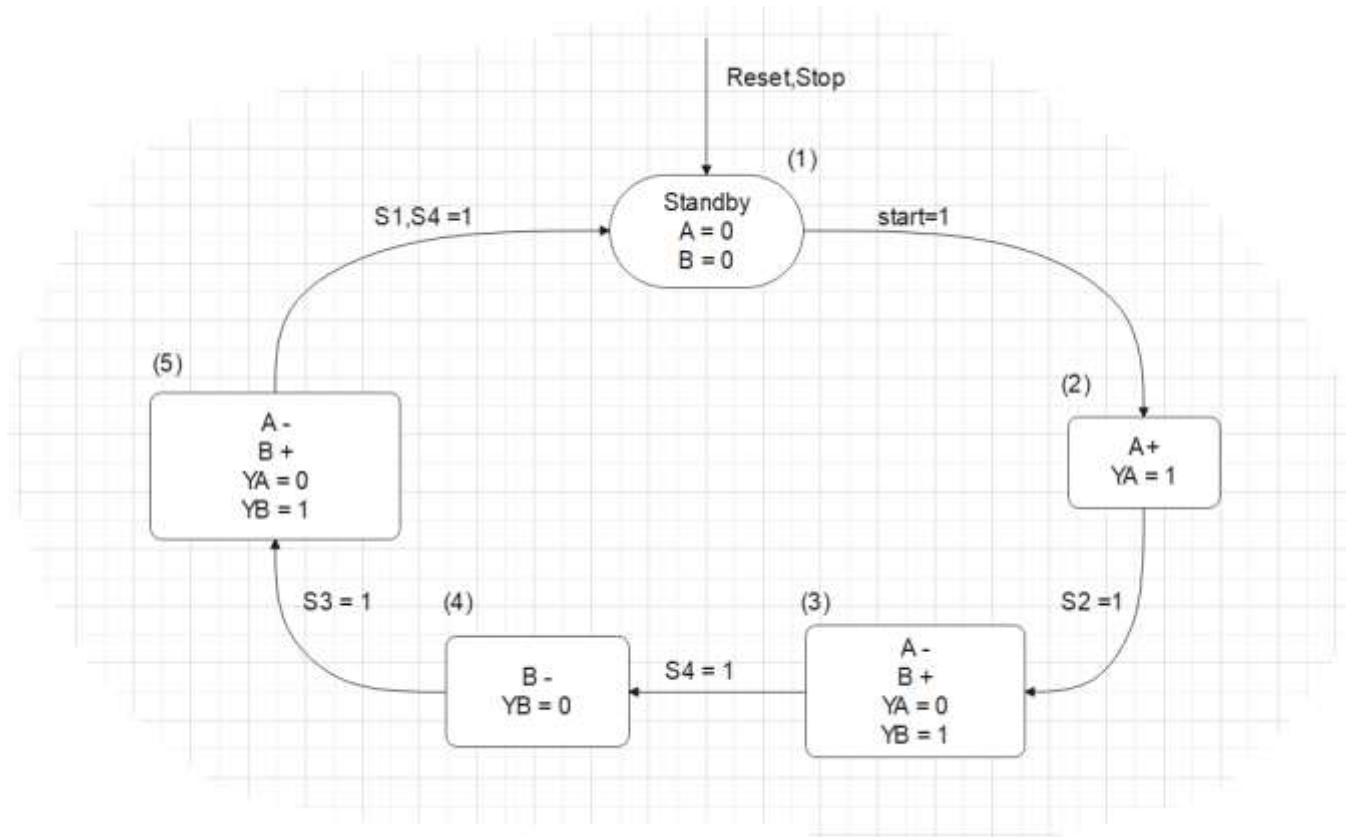 Reset,Stop
(1)
Standby
A = 0
B = 0
start=1
(2)
A+
YA = 1
S2 =1
(3)
A -
B +
YA = 0
YB = 1
S4 = 1
(4)
B -
YB = 0
S3 = 1
(5)
A -
B +
YA = 0
YB = 1
S1,S4 =1